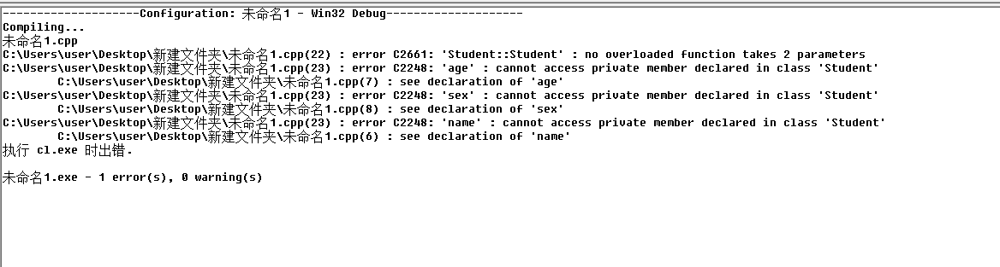 --------------------Configuration: 未命名1 - Win32 Debug--------------------
Compiling...
未命名1.cpp
C:\Users\user\Desktop\新建文件夹\未命名1.cpp(22) : error C2661: 'Student::Student' : no overloaded function takes 2 parameters
C:\Users\user\Desktop\新建文件夹\未命名1.cpp(23) : error C2248: 'age' : cannot access private member declared in class 'Student'
C:\Users\user\Desktop\新建文件夹\未命名1.cpp(7) : see declaration of 'age'
C:\Users\user\Desktop\新建文件夹\未命名1.cpp(23) : error C2248: 'sex' : cannot access private member declared in class 'Student'
C:\Users\user\Desktop\新建文件夹\未命名1.cpp(8) : see declaration of 'sex'
C:\Users\user\Desktop\新建文件夹\未命名1.cpp(23) : error C2248: 'name' : cannot access private member declared in class 'Student'
C:\Users\user\Desktop\新建文件夹\未命名1.cpp(6) : see declaration of 'name'
执行 cl.exe 时出错.
未命名1.exe - 1 error(s), 0 warning(s)